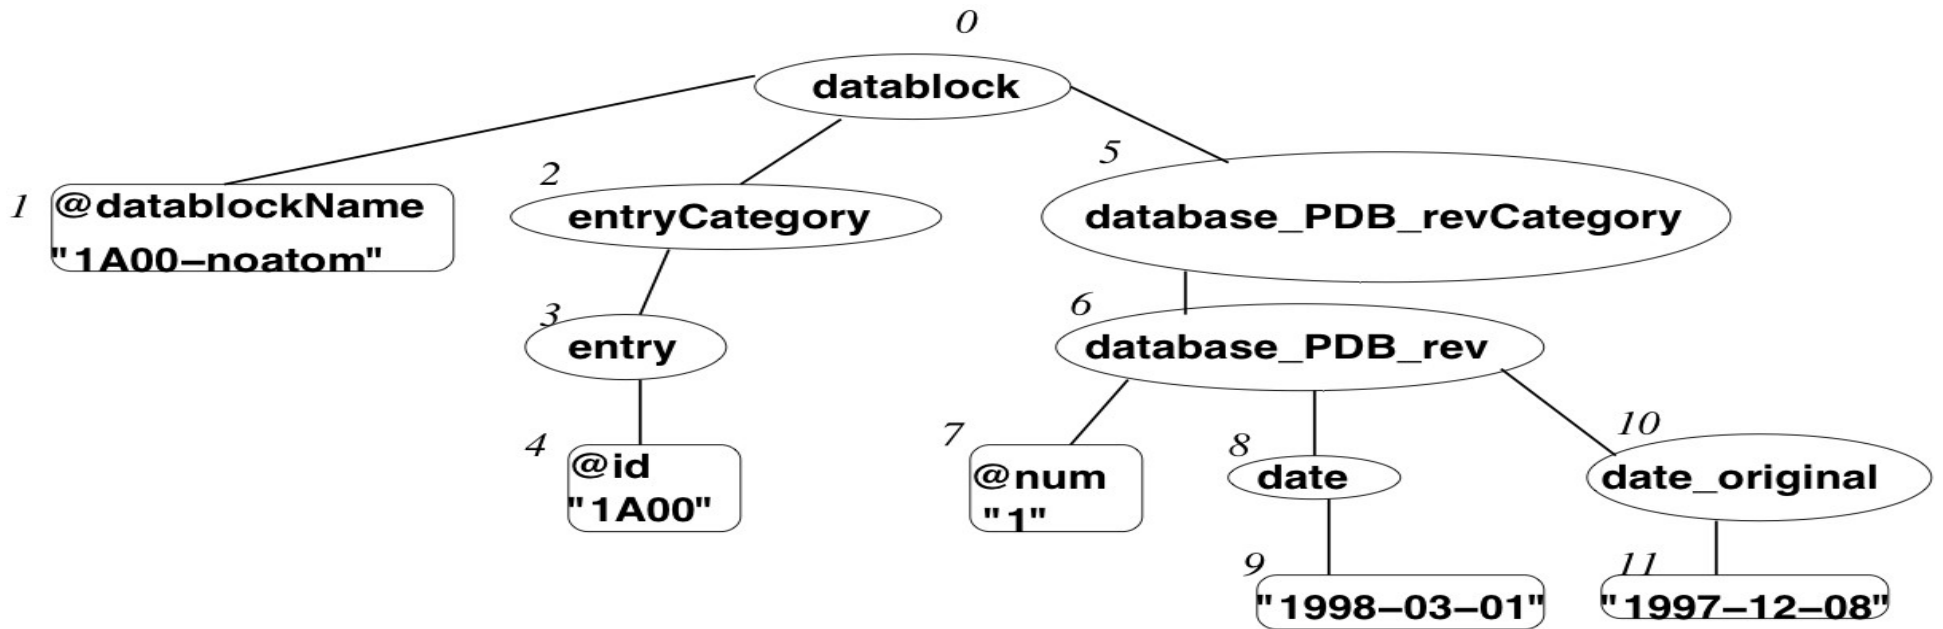 0
datablock
1
@datablockName
"1A00–noatom"
2
entryCategory
5
database_PDB_revCategory
3
entry
6
database_PDB_rev
4
@id
"1A00"
7
@num
"1"
8
date
10
date_original
9
"1998–03–01"
11
"1997–12–08"